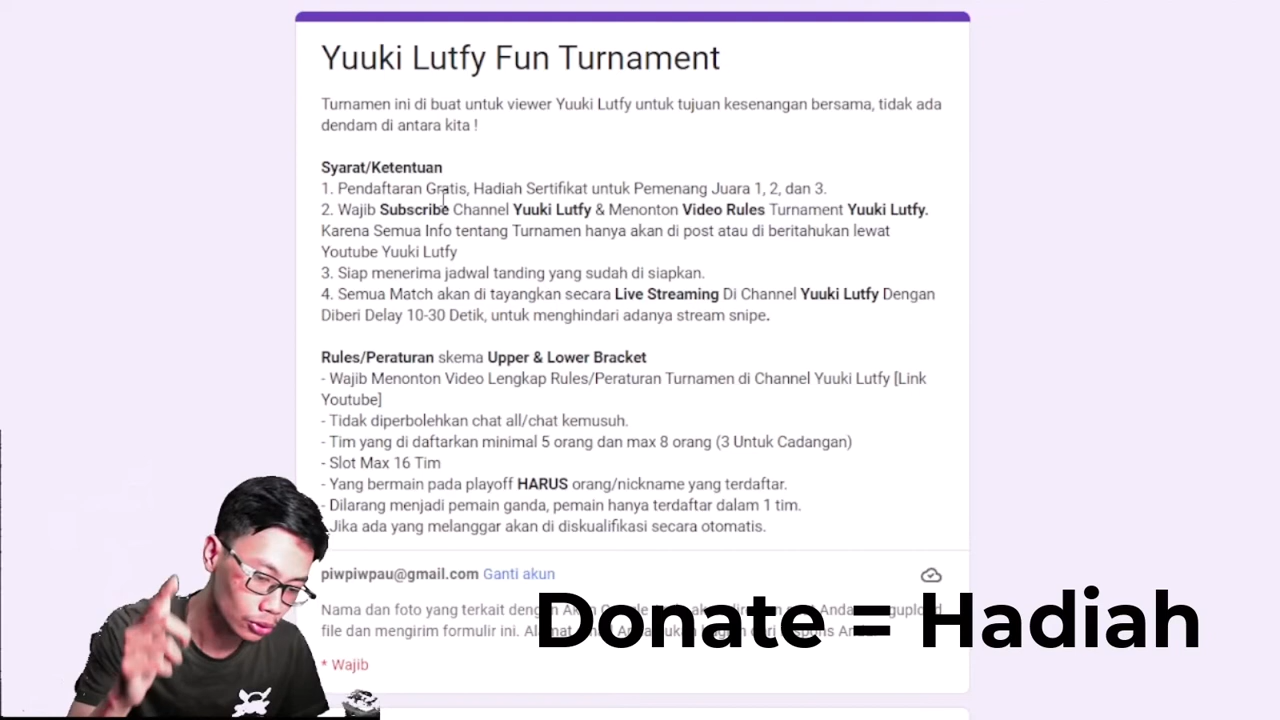 Yuuki Lutfy Fun Turnament
Turnamen ini di buat untuk viewer Yuuki Lutfy untuk tujuan kesenangan bersama, tidak ada
dendam di antara kita !
Syarat/Ketentuan
1. Pendaftaran Gratis, Hadiah Sertifikat untuk Pemenang Juara 1, 2, dan 3.
2. Wajib Subscribe Channel Yuuki Lutfy & Menonton Video Rules Turnament Yuuki Lutfy.
Karena Semua Info tentang Turnamen hanya akan di post atau di beritahukan lewat
Youtube Yuuki Lutfy
3. Siap menerima jadwal tanding yang sudah di siapkan.
4. Semua Match akan di tayangkan secara Live Streaming Di Channel Yuuki Lutfy Dengan
Diberi Delay 10-30 Detik, untuk menghindari adanya stream snipe.
Rules/Peraturan skema Upper & Lower Bracket
- Wajib Menonton Video Lengkap Rules/Peraturan Turnamen di Channel Yuuki Lutfy [Link
Youtube]
- Tidak diperbolehkan chat all/chat kemusuh.
- Tim yang di daftarkan minimal 5 orang dan max 8 orang (3 Untuk Cadangan)
- Slot Max 16 Tim
- Yang bermain pada playoff HARUS orang/nickname yang terdaftar.
- Dilarang menjadi pemain ganda, pemain hanya terdaftar dalam 1 tim.
Jika ada yang melanggar akan di diskualifikasi secara otomatis.
piwpiwpau@gmail.com Ganti akun
Nama dan foto yang terkait dengan
file dan mengirim formulir ini.
Donate = Hadiah
* Wajib